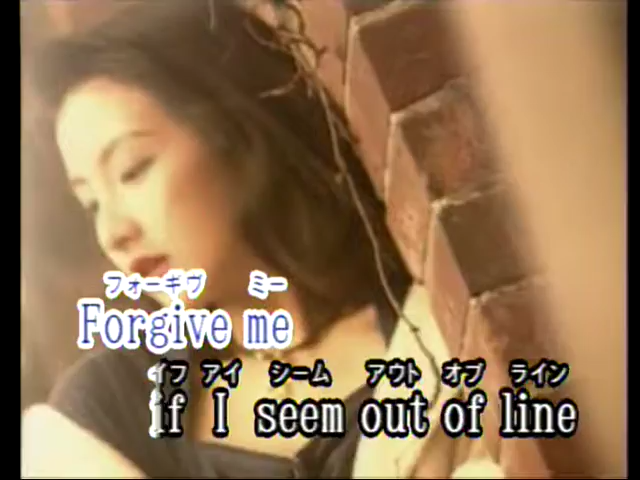 フォーギヴ ミー
Forgive me
イフ アイ シーム アウト オブ ライン
if I seem out of line